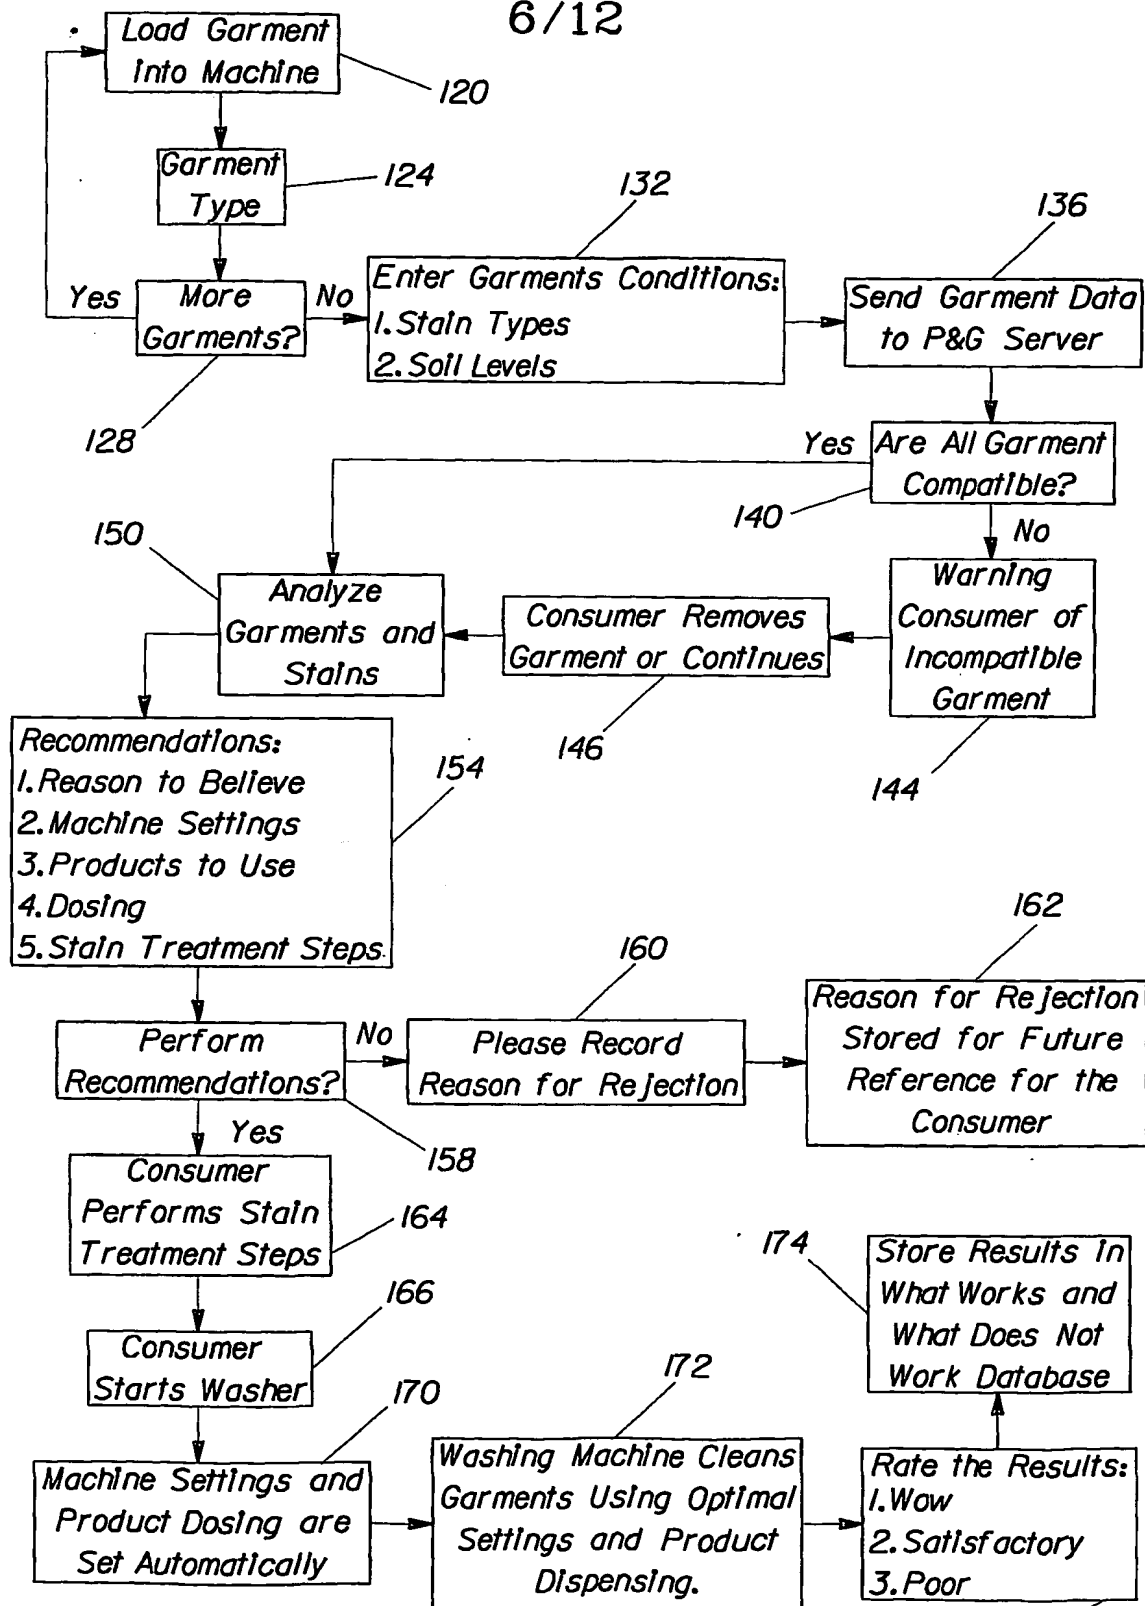 6/12
Load Garment
into Machine
120
Garment
Type
124
More
Garments?
Yes
No
128
Enter Garments Conditions:
1. Stain Types
2. Soil Levels
132
Send Garment Data
to P&G Server
136
Are All Garment
Compatible?
Yes
No
140
Warning
Consumer of
Incompatible
Garment
144
Consumer Removes
Garment or Continues
146
Analyze
Garments and
Stains
150
Recommendations:
1. Reason to Believe
2. Machine Settings
3. Products to Use
4. Dosing
5. Stain Treatment Steps
154
Perform
Recommendations?
No
Yes
158
Please Record
Reason for Rejection
160
Reason for Rejection
Stored for Future
Reference for the
Consumer
162
Consumer
Performs Stain
Treatment Steps
164
Consumer
Starts Washer
166
Machine Settings and
Product Dosing are
Set Automatically
170
Washing Machine Cleans
Garments Using Optimal
Settings and Product
Dispensing.
172
Rate the Results:
1. Wow
2. Satisfactory
3. Poor
Store Results in
What Works and
What Does Not
Work Database
174